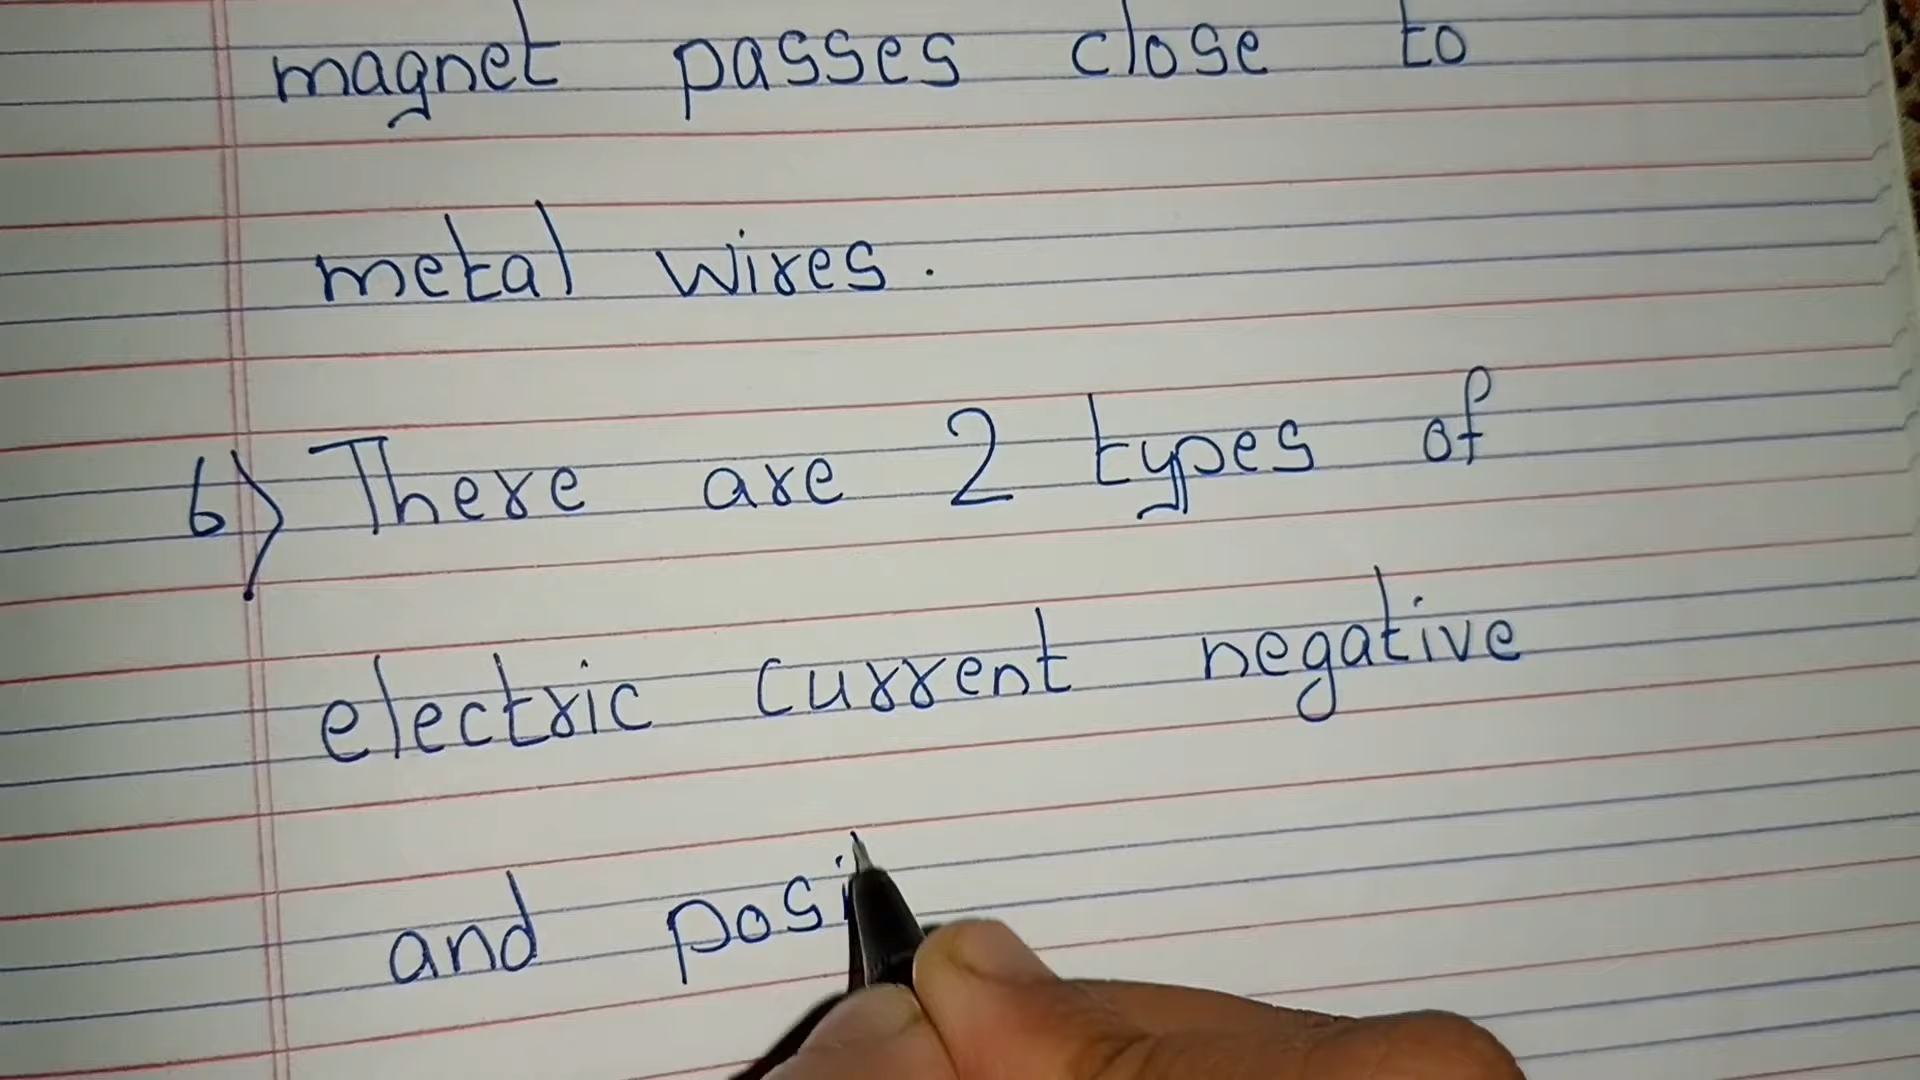 magnet passes close to
metal wires.
6) There are 2 types of
electric current negative
and posi